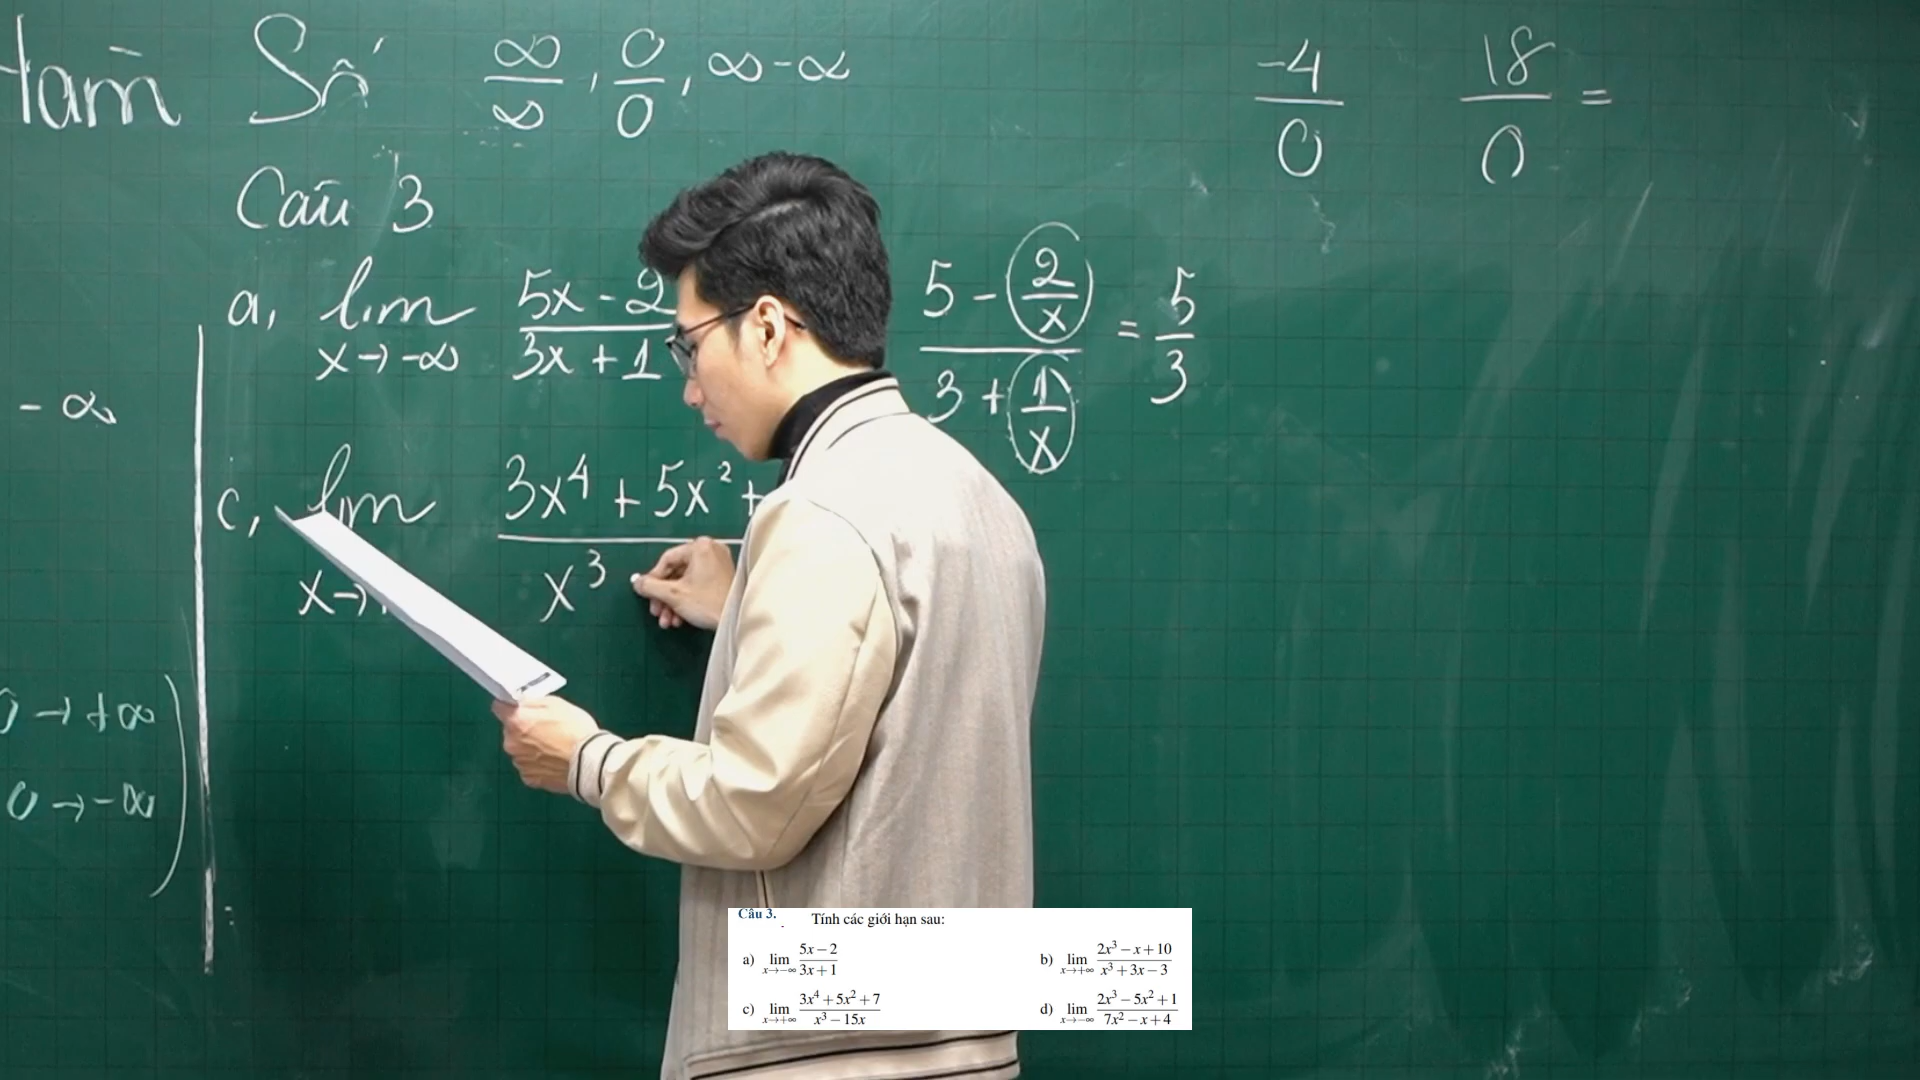 Hàm Số ∞/∞, 0/0, ∞-∞
-4/0 18/0 =
Câu 3
a, lim x→-∞ 5x-2/3x+1
5 - 2/x / 3 + 1/x = 5/3
-∞
c, lim x→ 3x⁴+5x²+ / x³
→+∞
0→-∞
Câu 3. Tính các giới hạn sau:
a) lim x→-∞ 5x-2/3x+1 b) lim x→+∞ 2x³-x+10/x³+3x-3
c) lim x→+∞ 3x⁴+5x²+7/x³-15x d) lim x→-∞ 2x³-5x²+1/7x²-x+4